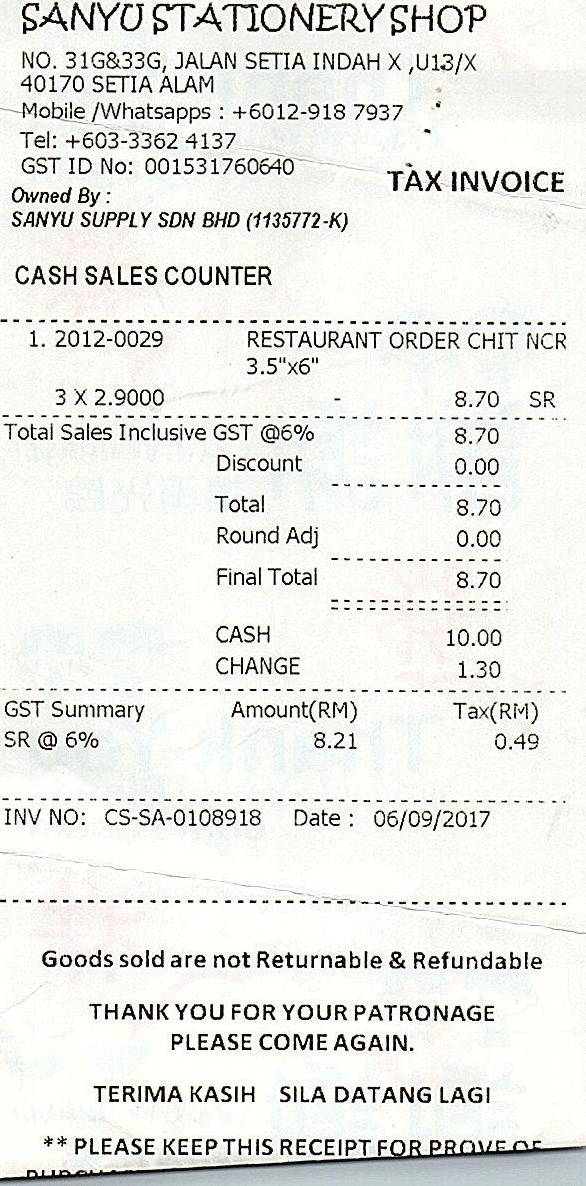 SANYU STATIONERY SHOP
NO. 31G&33G, JALAN SETIA INDAH X ,U13/X
40170 SETIA ALAM
Mobile /Whatsapps : +6012-918 7937
Tel: +603-3362 4137
GST ID No: 001531760640
TAX INVOICE
Owned By :
SANYU SUPPLY SDN BHD (1135772-K)
CASH SALES COUNTER
1. 2012-0029 RESTAURANT ORDER CHIT NCR
3.5"x6"
3 X 2.9000 - 8.70 SR
Total Sales Inclusive GST @6% 8.70
Discount 0.00
Total 8.70
Round Adj 0.00
Final Total 8.70
CASH 10.00
CHANGE 1.30
GST Summary Amount(RM) Tax(RM)
SR @ 6% 8.21 0.49
INV NO: CS-SA-0108918 Date : 06/09/2017
Goods sold are not Returnable & Refundable
THANK YOU FOR YOUR PATRONAGE
PLEASE COME AGAIN.
TERIMA KASIH SILA DATANG LAGI
** PLEASE KEEP THIS RECEIPT FOR PROVE OF